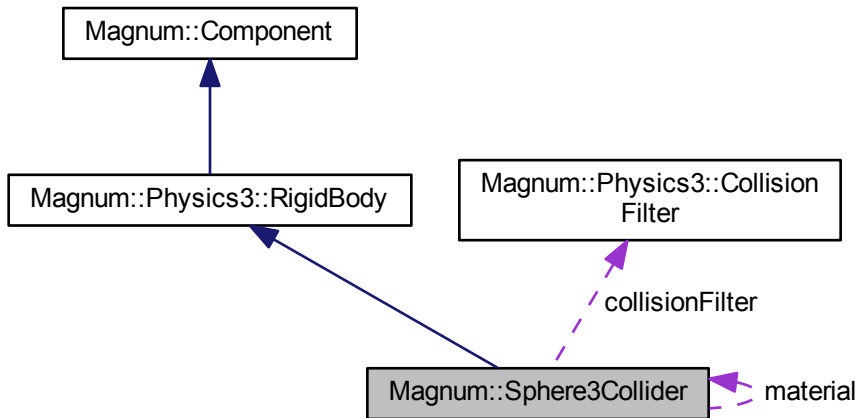 Magnum::Component
Magnum::Physics3::RigidBody
Magnum::Physics3::Collision
Filter
collisionFilter
Magnum::Sphere3Collider
material